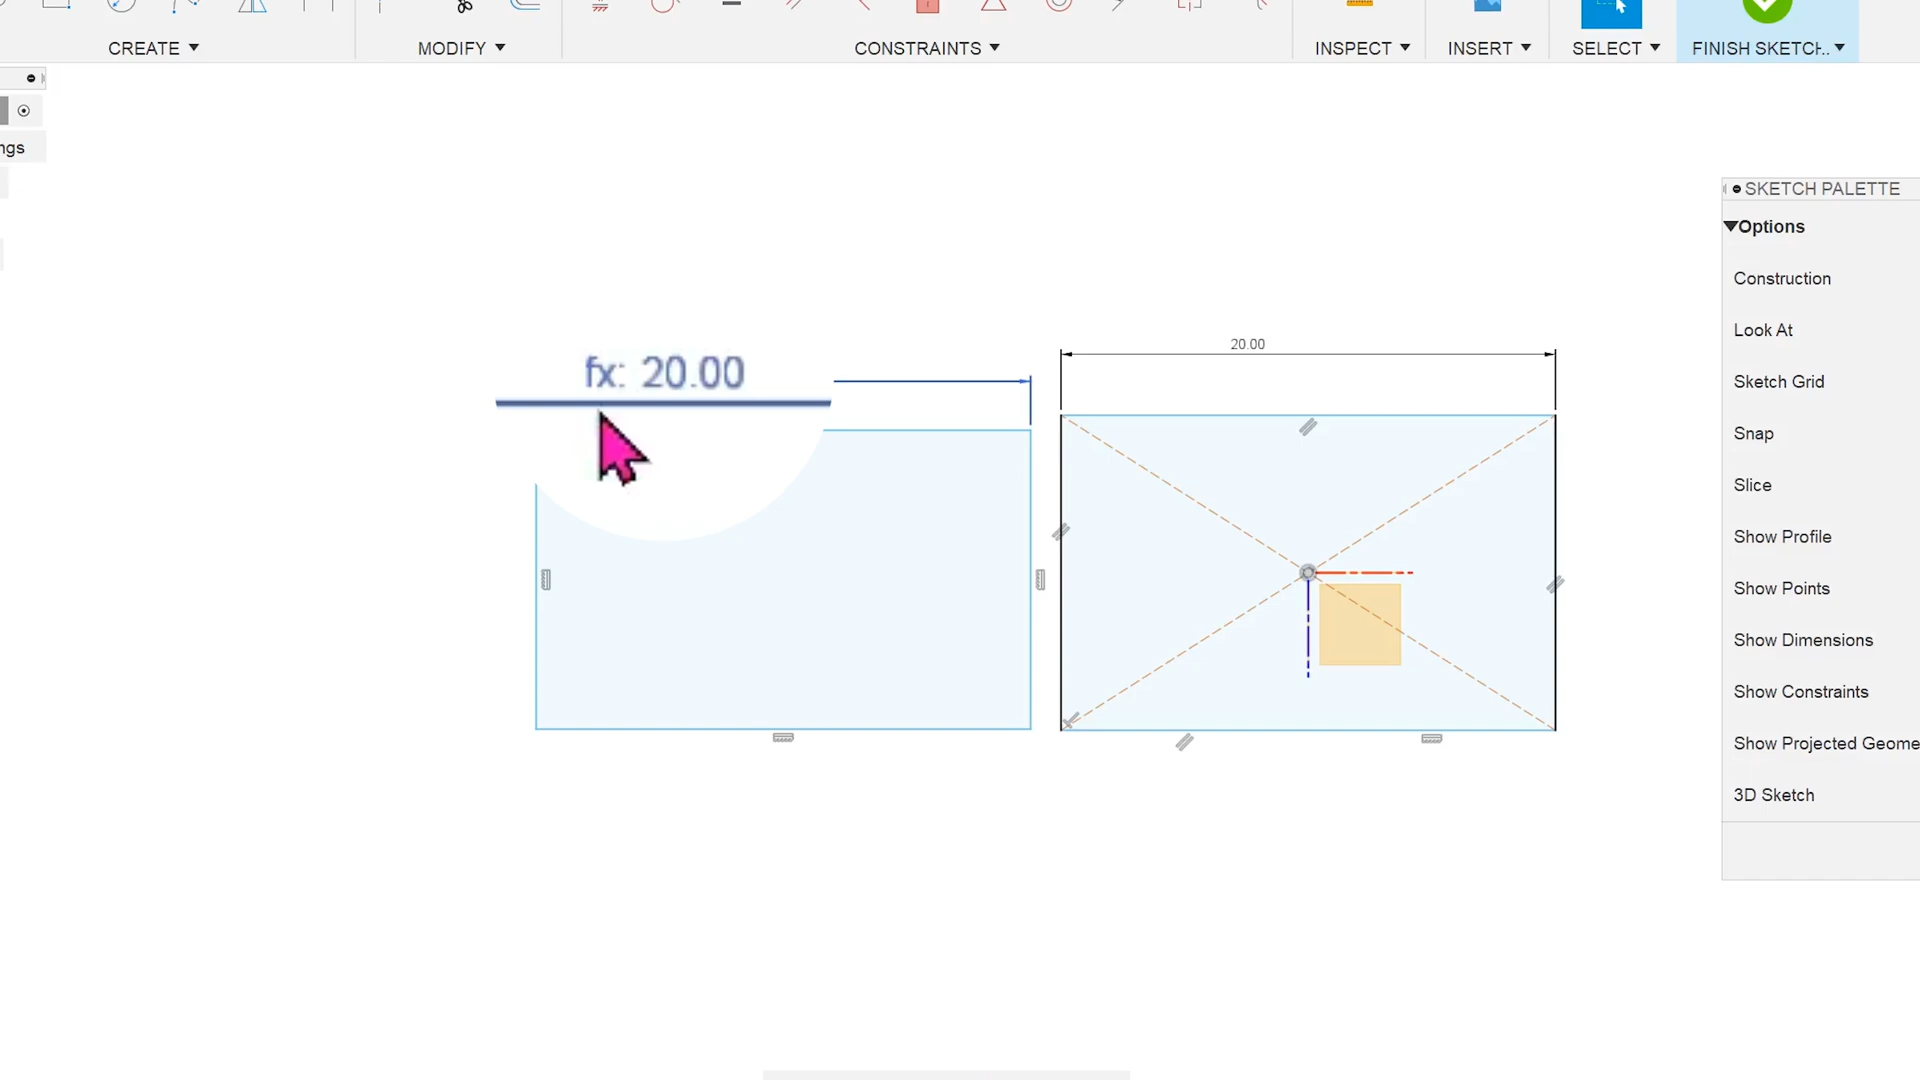 CREATE ▼
MODIFY ▼
CONSTRAINTS ▼
INSPECT ▼
INSERT ▼
SELECT ▼
FINISH SKETCH.. ▼
ngs
SKETCH PALETTE
▼Options
Construction
Look At
Sketch Grid
Snap
Slice
Show Profile
Show Points
Show Dimensions
Show Constraints
Show Projected Geome
3D Sketch
20.00
fx: 20.00